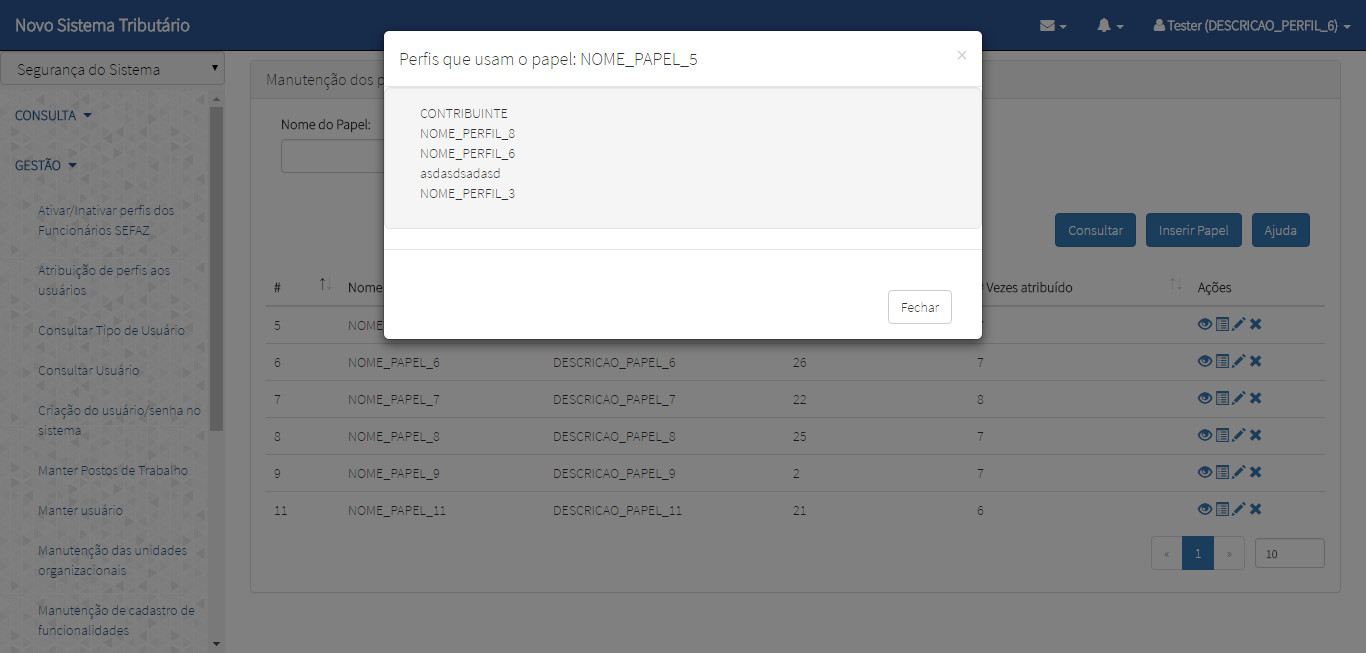 Novo Sistema Tributário
Tester (DESCRICAO_PERFIL_6)
Segurança do Sistema
CONSULTA
GESTÃO
Ativar/Inativar perfis dos
Funcionários SEFAZ
Atribuição de perfis aos
usuários
Consultar Tipo de Usuário
Consultar Usuário
Criação do usuário/senha no
sistema
Manter Postos de Trabalho
Manter usuário
Manutenção das unidades
organizacionais
Manutenção de cadastro de
funcionalidades
Manutenção dos
Nome do Papel:
Perfis que usam o papel: NOME_PAPEL_5
×
CONTRIBUINTE
NOME_PERFIL_8
NOME_PERFIL_6
asdasdsadasd
NOME_PERFIL_3
Fechar
Consultar Inserir Papel Ajuda
# Nome Vezes atribuído Ações
5
6 NOME_PAPEL_6 DESCRICAO_PAPEL_6 26 7
7 NOME_PAPEL_7 DESCRICAO_PAPEL_7 22 8
8 NOME_PAPEL_8 DESCRICAO_PAPEL_8 25 7
9 NOME_PAPEL_9 DESCRICAO_PAPEL_9 2 7
11 NOME_PAPEL_11 DESCRICAO_PAPEL_11 21 6
« 1 » 10